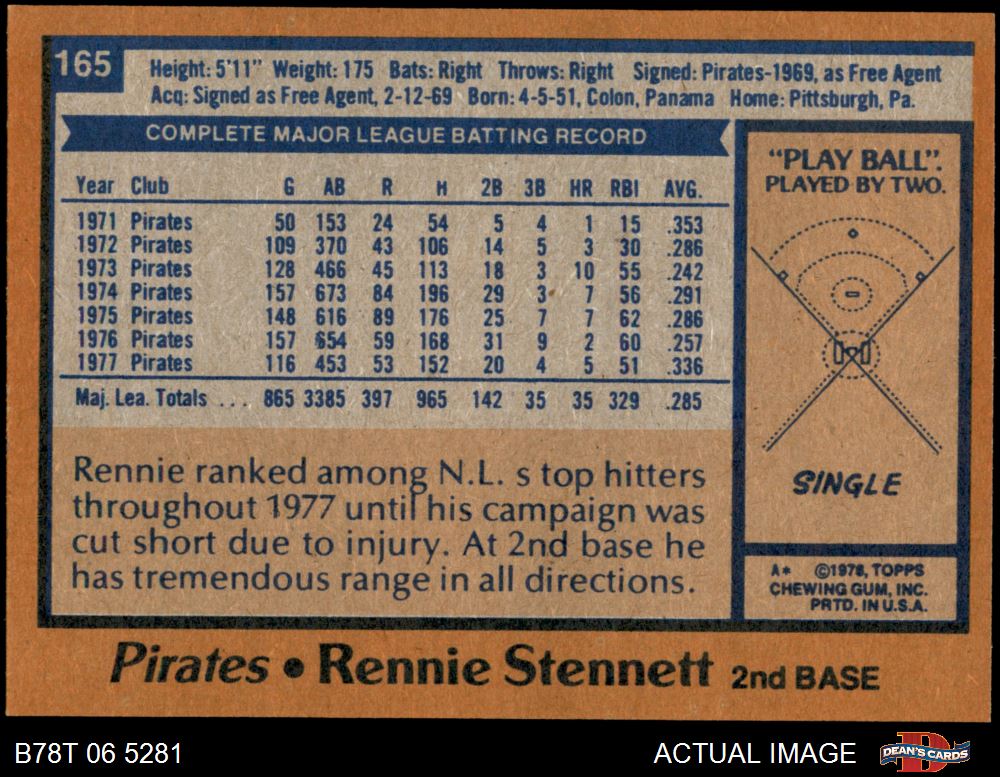 165
Height: 5'11" Weight: 175 Bats: Right Throws: Right Signed: Pirates-1969, as Free Agent
Acq: Signed as Free Agent, 2-12-69 Born: 4-5-51, Colon, Panama Home: Pittsburgh, Pa.
COMPLETE MAJOR LEAGUE BATTING RECORD
Year Club G AB R H 2B 3B HR RBI AVG.
1971 Pirates 50 153 24 54 5 4 1 15 .353
1972 Pirates 109 370 43 106 14 5 3 30 .286
1973 Pirates 128 466 45 113 18 3 10 55 .242
1974 Pirates 157 673 84 196 29 3 7 56 .291
1975 Pirates 148 616 89 176 25 7 7 62 .286
1976 Pirates 157 654 59 168 31 9 2 60 .257
1977 Pirates 116 453 53 152 20 4 5 51 .336
Maj. Lea. Totals ... 865 3385 397 965 142 35 35 329 .285
Rennie ranked among N.L. s top hitters
throughout 1977 until his campaign was
cut short due to injury. At 2nd base he
has tremendous range in all directions.
"PLAY BALL".
PLAYED BY TWO.
SINGLE
A* ©1978, TOPPS
CHEWING GUM, INC.
PRTD. IN U.S.A.
Pirates • Rennie Stennett 2nd BASE
B78T 06 5281
ACTUAL IMAGE
DEAN'S CARDS